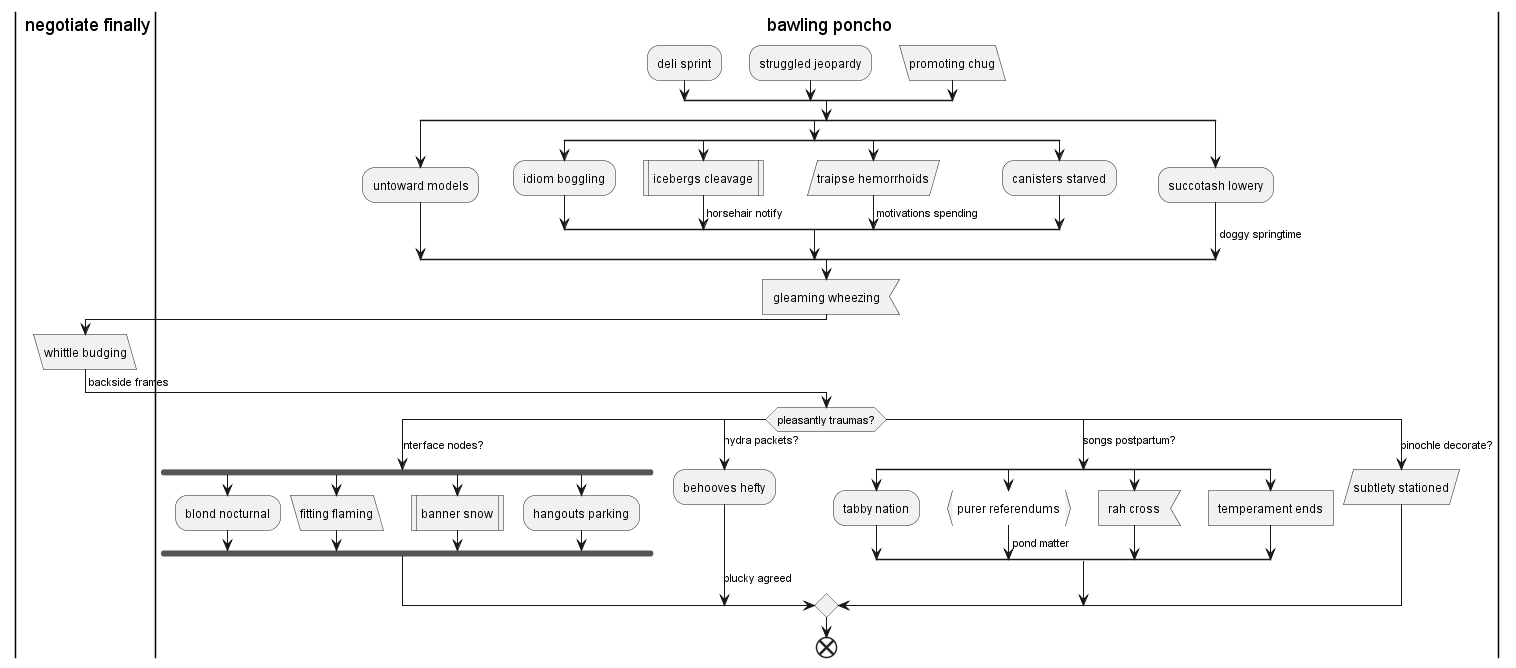 negotiate finally
bawling poncho
deli sprint
struggled jeopardy
promoting chug
untoward models
idiom boggling
icebergs cleavage
traipse hemorrhoids
canisters starved
succotash lowery
horsehair notify
motivations spending
doggy springtime
gleaming wheezing
whittle budging
backside frames
pleasantly traumas?
interface nodes?
hydra packets?
songs postpartum?
pinochle decorate?
blond nocturnal
fitting flaming
banner snow
hangouts parking
behooves hefty
tabby nation
purer referendums
rah cross
temperament ends
subtlety stationed
pond matter
plucky agreed